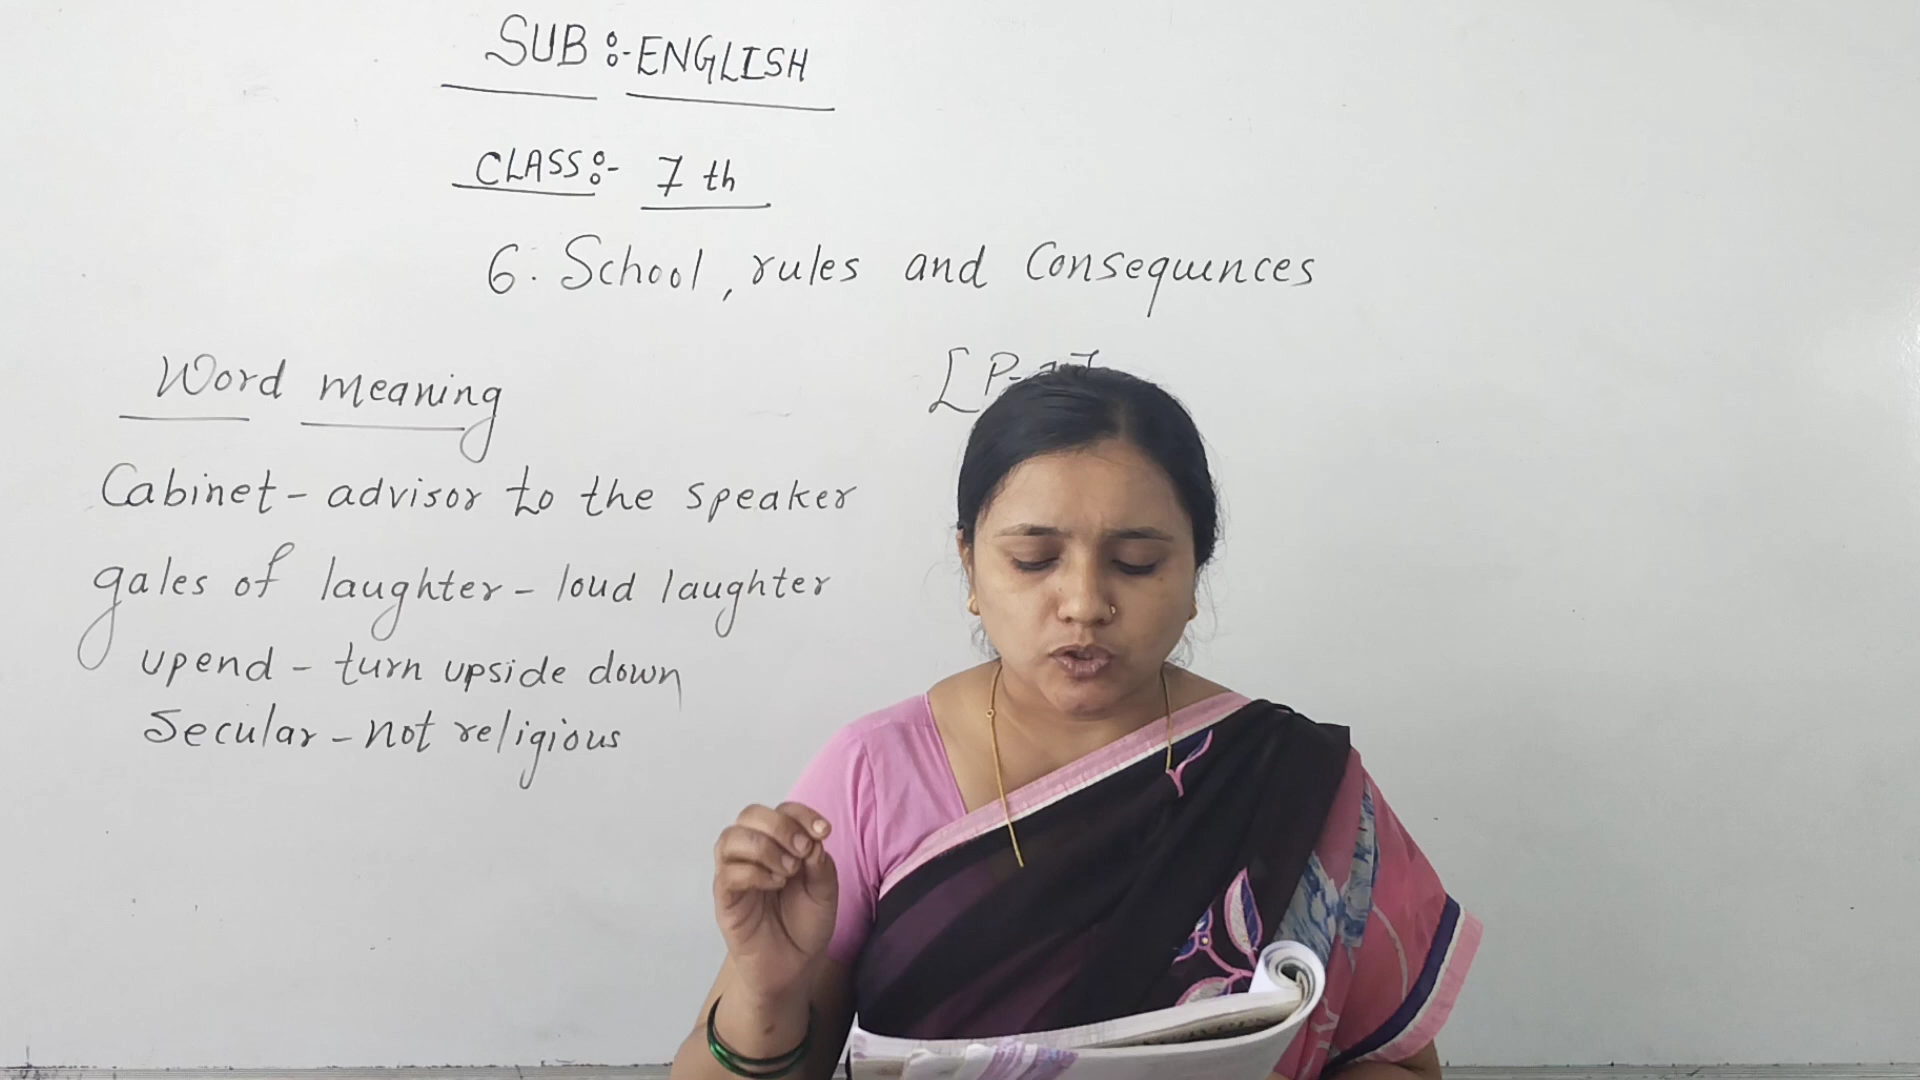 SUB :- ENGLISH
CLASS :- 7 th
6. School, rules and Consequnces
Word meaning
[ P-
Cabinet - advisor to the speaker
gales of laughter - loud laughter
upend - turn upside down
Secular - not religious